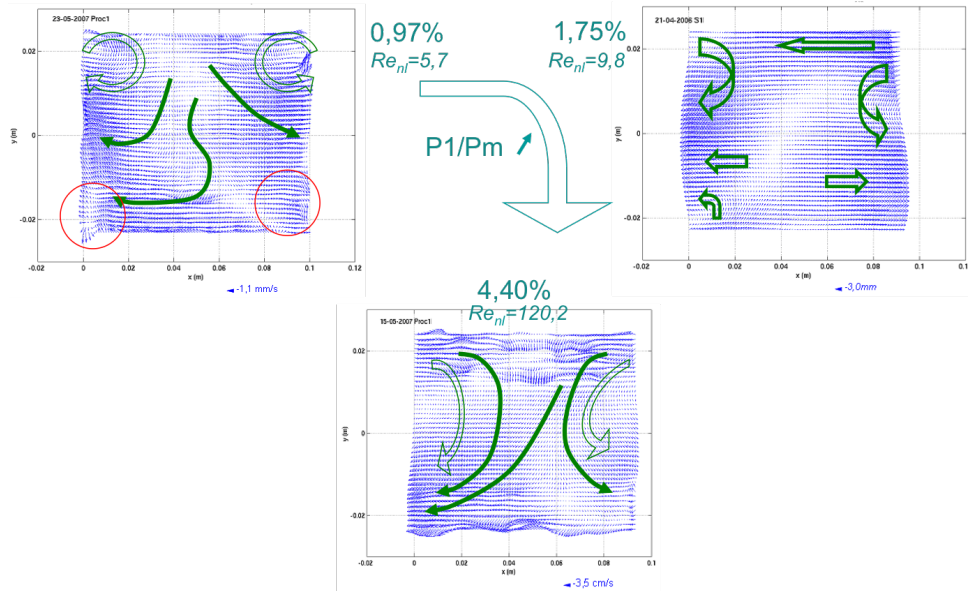 23-05-2007 Proc1
0.02
0
-0.02
y (m)
-0.02
0
0.02
0.04
0.06
0.08
0.1
0.12
x (m)
-1,1 mm/s
0,97%
Re_nl=5,7
1,75%
Re_nl=9,8
P1/Pm
21-04-2006 S1
0.02
0
-0.02
y (m)
-0.02
0
0.02
0.04
0.06
0.08
0.1
0.12
x (m)
-3,0mm
4,40%
Re_nl=120,2
15-05-2007 Proc1
0.02
0
-0.02
y (m)
-0.02
0
0.02
0.04
0.06
0.08
0.1
x (m)
-3,5 cm/s